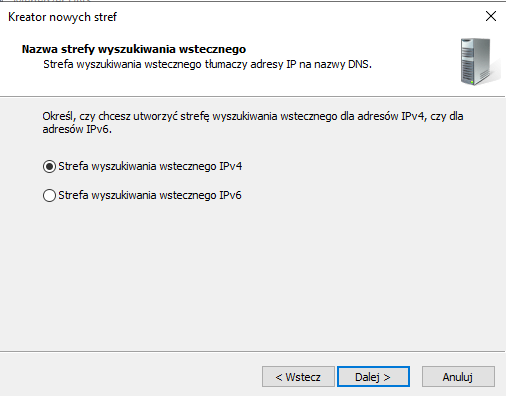 Kreator nowych stref
Nazwa strefy wyszukiwania wstecznego
Strefa wyszukiwania wstecznego tłumaczy adresy IP na nazwy DNS.
Określ, czy chcesz utworzyć strefę wyszukiwania wstecznego dla adresów IPv4, czy dla
adresów IPv6.
Strefa wyszukiwania wstecznego IPv4
Strefa wyszukiwania wstecznego IPv6
< Wstecz
Dalej >
Anuluj